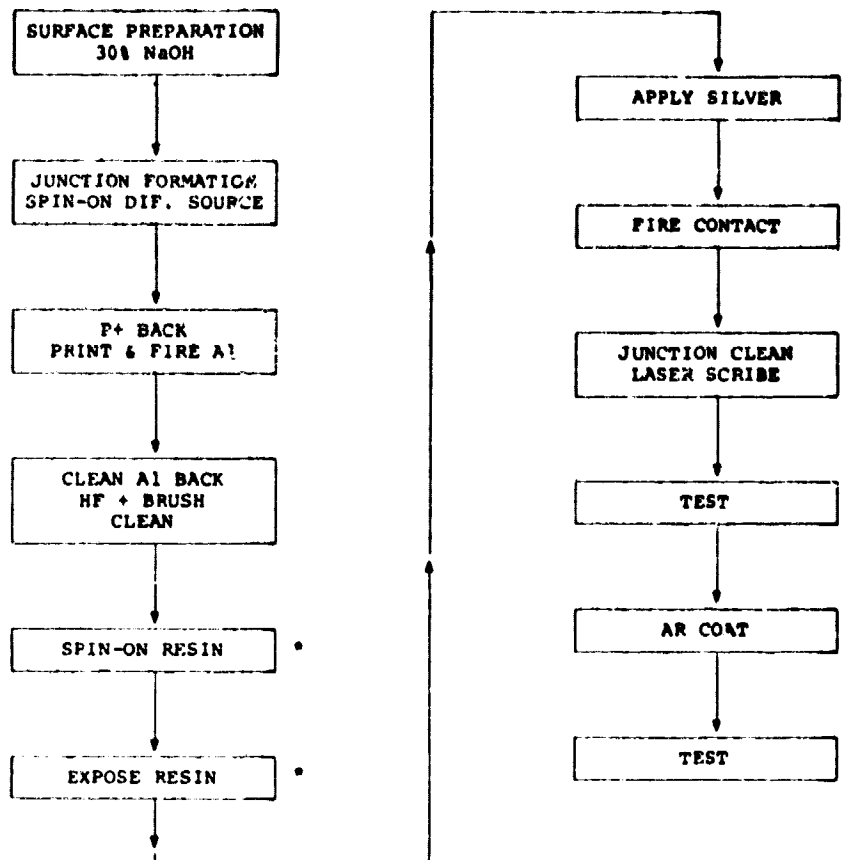 SURFACE PREPARATION
30% NaOH
JUNCTION FORMATION
SPIN-ON DIF. SOURCE
P+ BACK
PRINT & FIRE Al
CLEAN Al BACK
HF + BRUSH
CLEAN
SPIN-ON RESIN *
EXPOSE RESIN *
APPLY SILVER
FIRE CONTACT
JUNCTION CLEAN
LASER SCRIBE
TEST
AR COAT
TEST